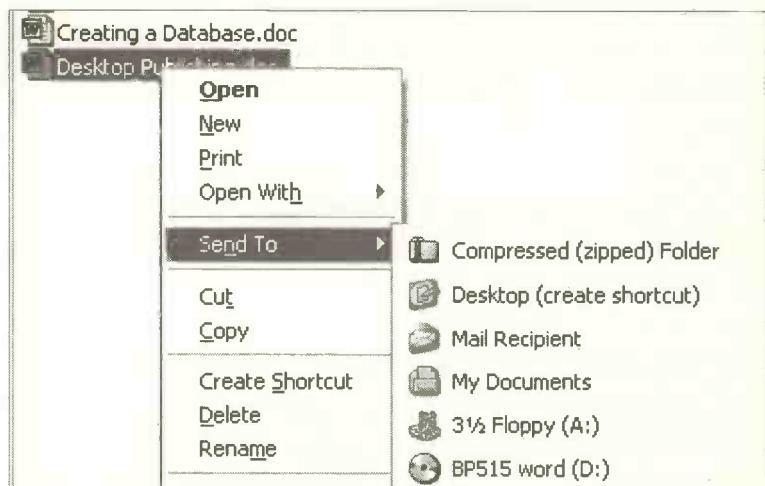 Creating a Database.doc
Desktop
Open
New
Print
Open With
Send To
Cut
Copy
Create Shortcut
Delete
Rename
Compressed (zipped) Folder
Desktop (create shortcut)
Mail Recipient
My Documents
3½ Floppy (A:)
BP515 word (D:)